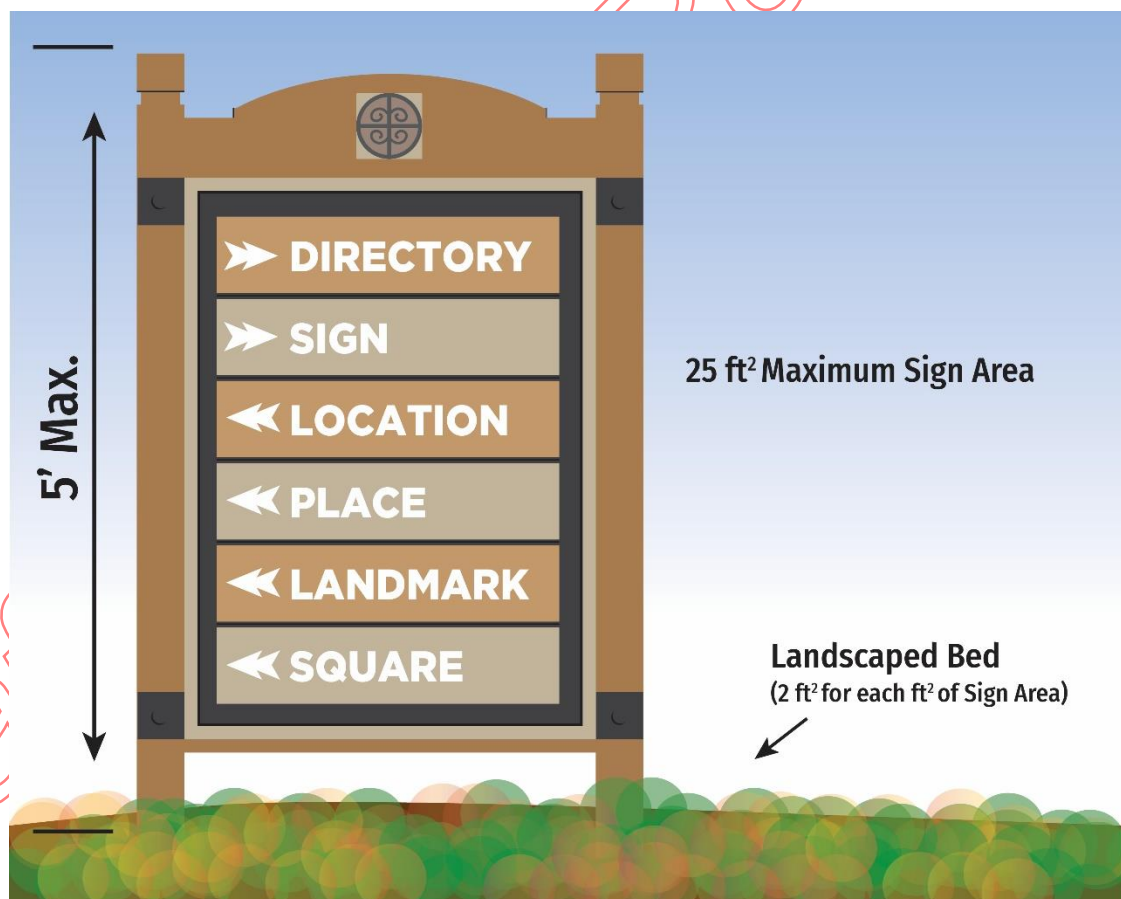 DIRECTORY
SIGN
LOCATION
PLACE
LANDMARK
SQUARE
5’ Max.
25 ft² Maximum Sign Area
Landscaped Bed
(2 ft² for each ft² of Sign Area)